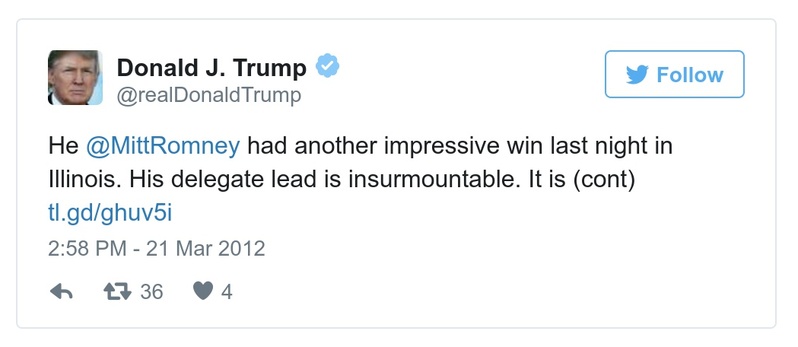 Donald J. Trump
@realDonaldTrump
Follow
He @MittRomney had another impressive win last night in
Illinois. His delegate lead is insurmountable. It is (cont)
tl.gd/ghuv5i
2:58 PM - 21 Mar 2012
36 4